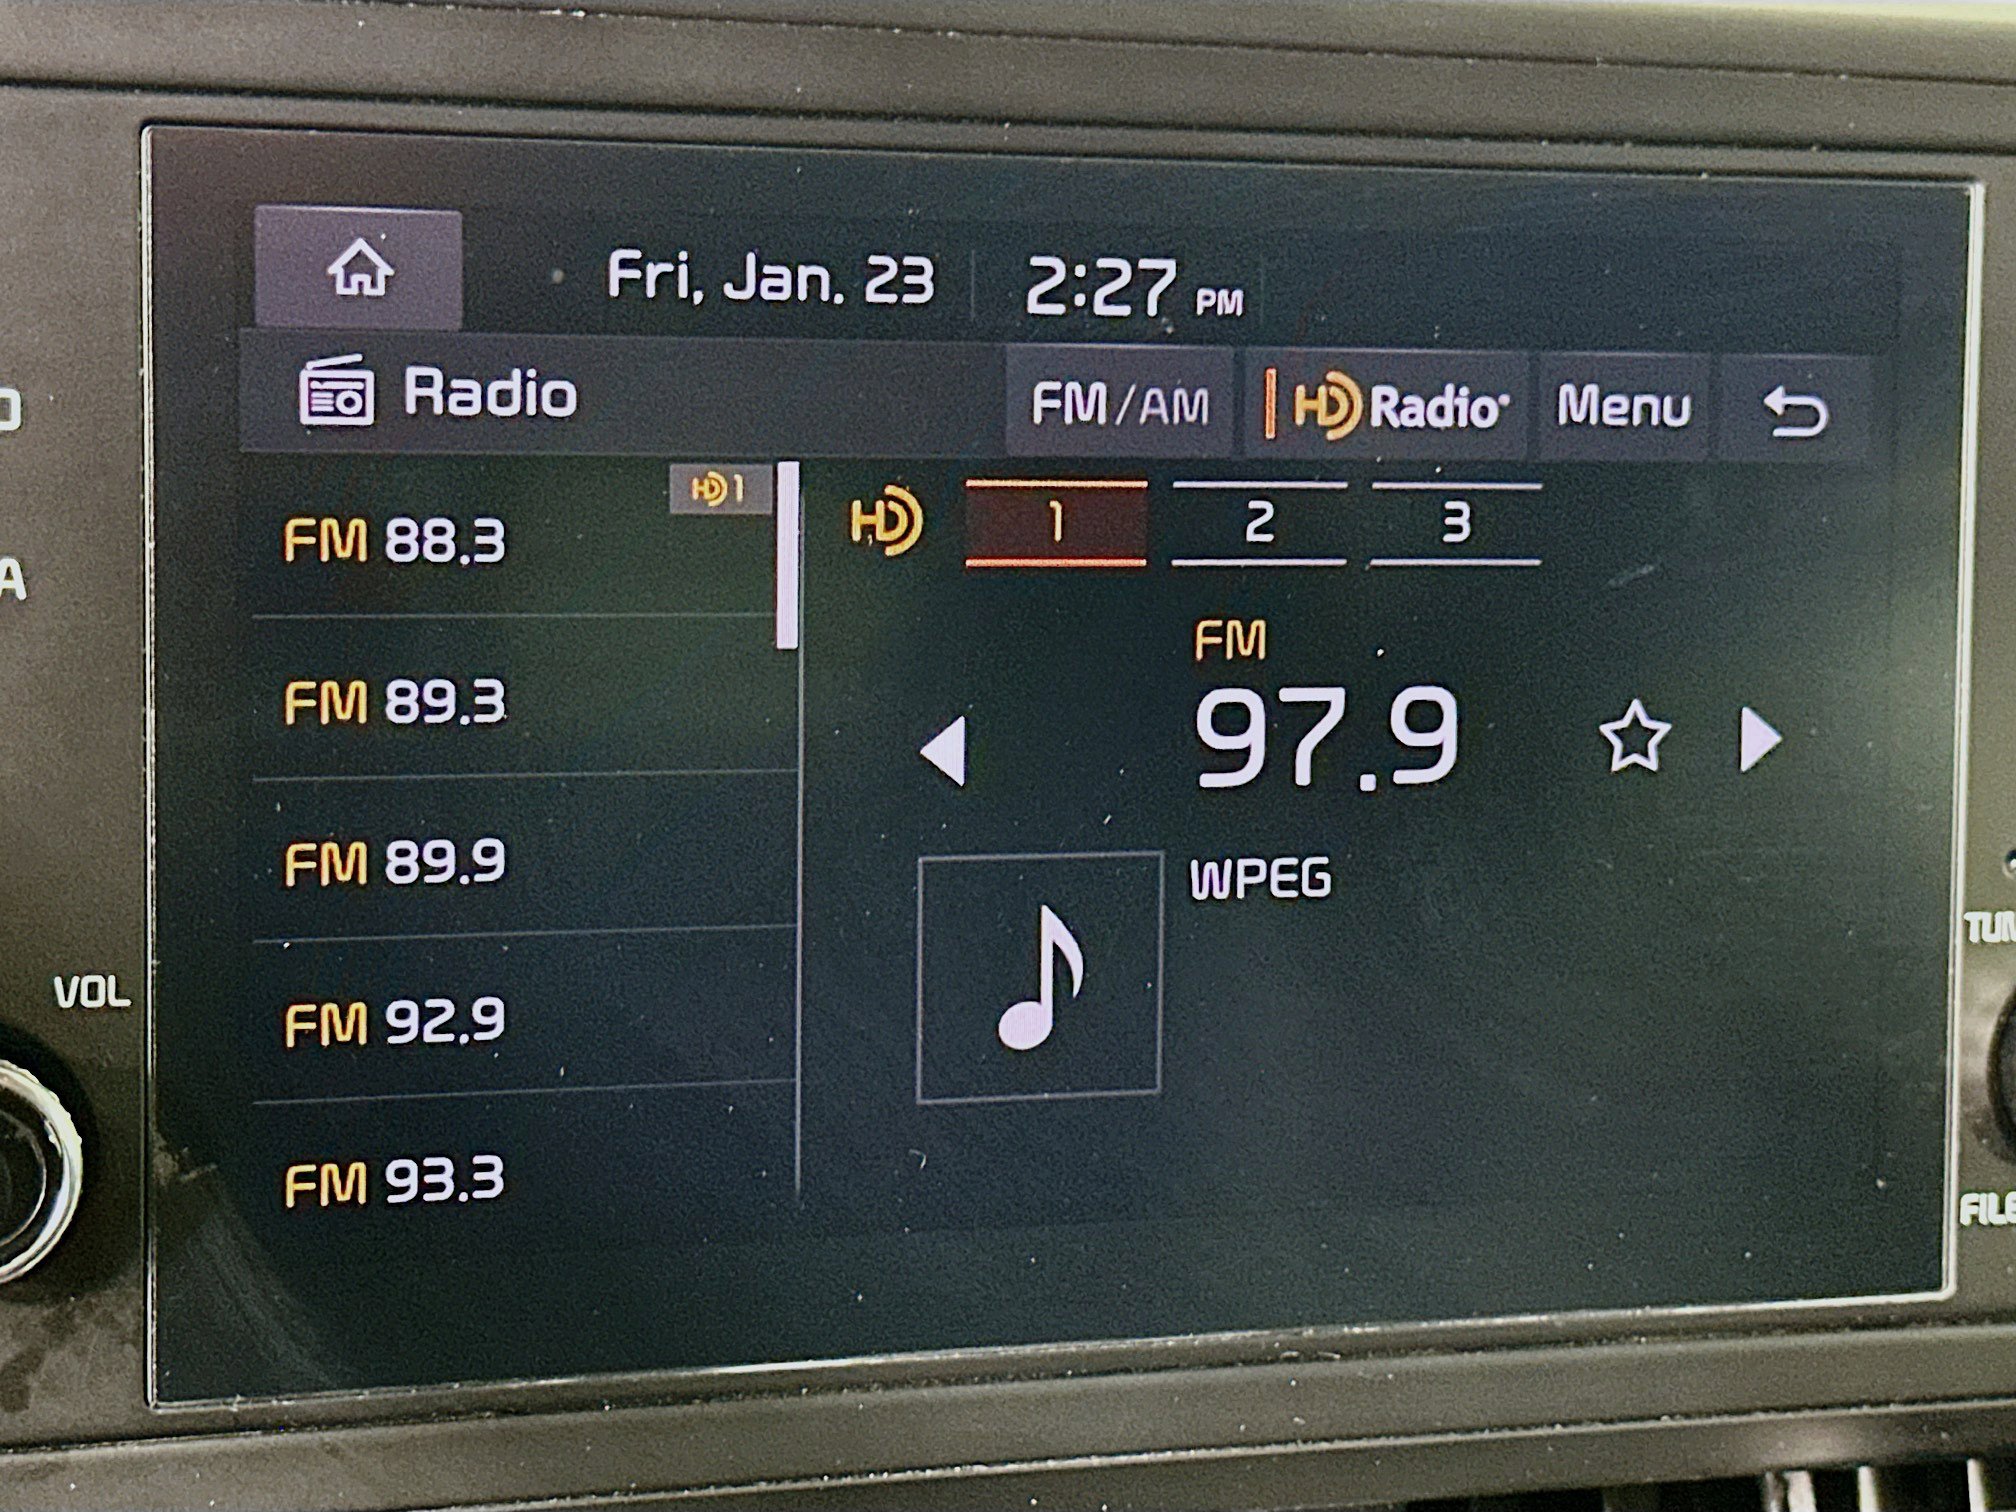 Fri, Jan. 23 2:27 PM
Radio FM/AM HD Radio Menu
HD 1
FM 88.3
FM 89.3
FM 89.9
FM 92.9
FM 93.3
HD 1 2 3
FM
97.9
WPEG
VOL